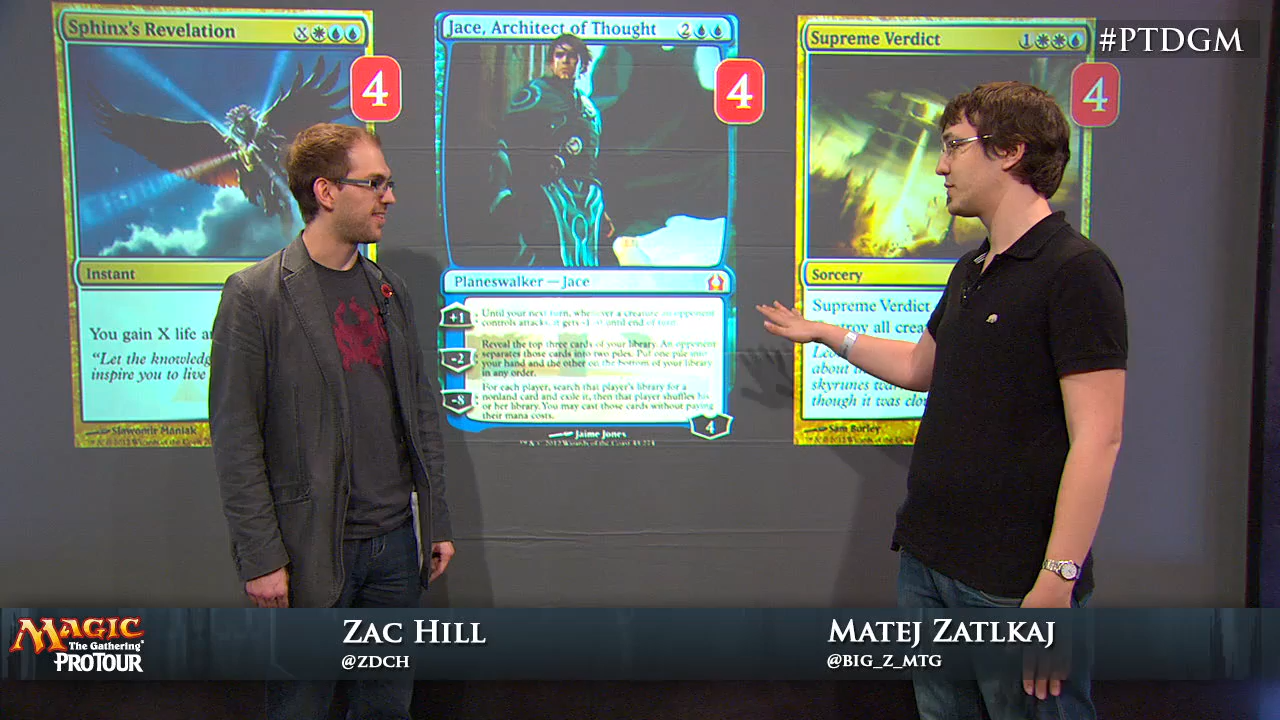 Sphinx's Revelation
4
Instant
You gain X life
"Let the knowledg
inspire you to live
Slawomir Maniak
Jace, Architect of Thought 2
4
Planeswalker — Jace
+1 Until your next turn, whenever a creature an opponent
controls attacks, it gets until end of turn.
-2 Reveal the top three cards of your library. An opponent
separates those cards into two piles. Put one pile into
your hand and the other on the bottom of your library
in any order.
-8 For each player, search that player's library for a
nonland card and exile it, then that player shuffles his
or her library. You may cast those cards without paying
their mana costs.
4
Jaime Jones
Supreme Verdict 1
4
Sorcery
Supreme Verdict
troy all crea
about
skyrunes
though it was clo
Sam Burley
#PTDGM
MAGIC
The Gathering
PRO TOUR
ZAC HILL
@ZDCH
MATEJ ZATLKAJ
@BIG_Z_MTG